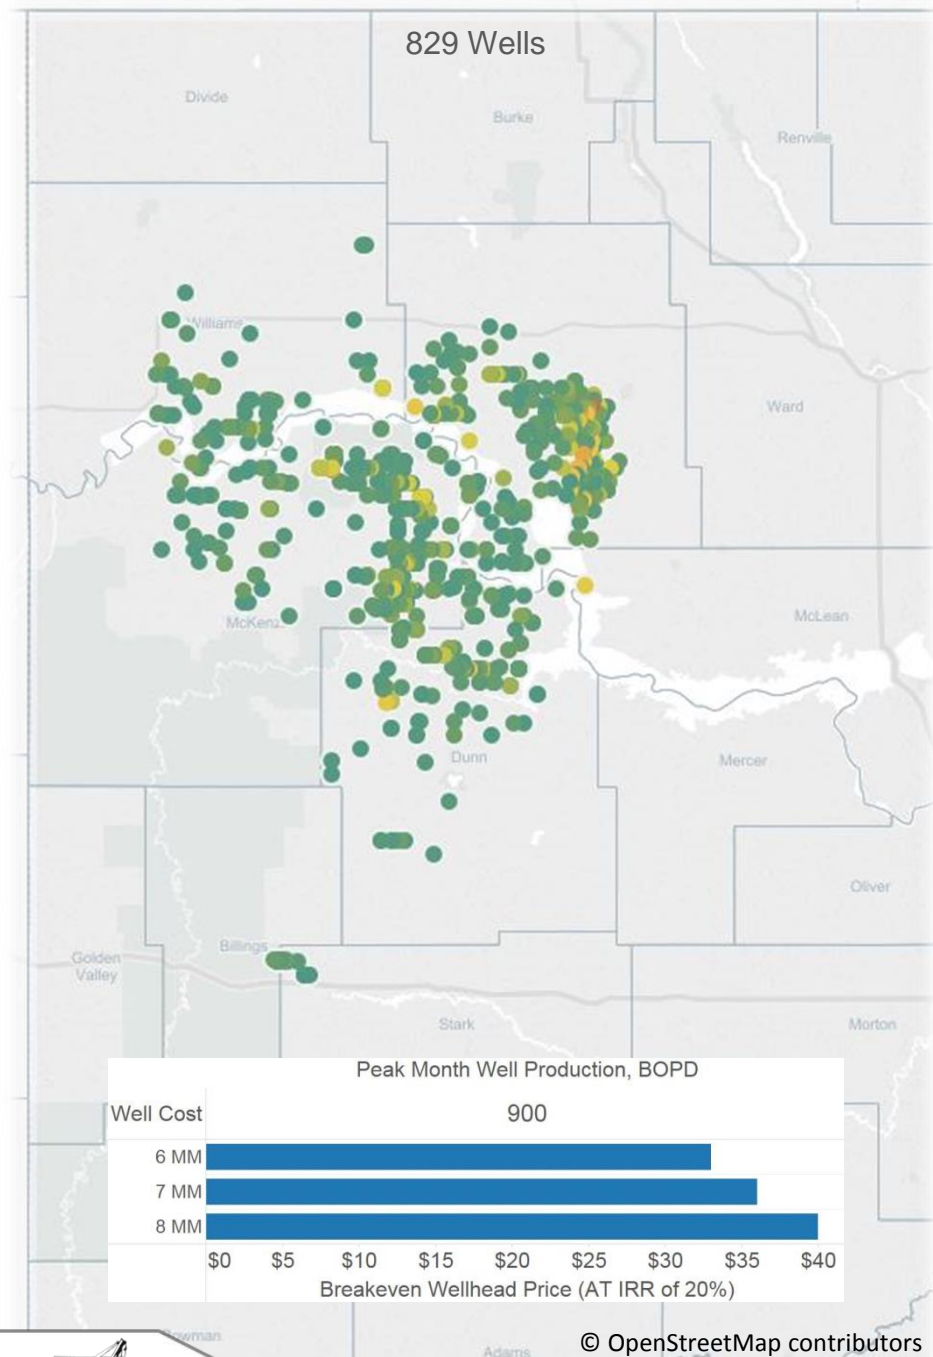 829 Wells
Divide
Burke
Renville
Williams
Ward
McKenz
McLean
Dunn
Mercer
Oliver
Billings
Golden
Valley
Stark
Morton
Peak Month Well Production, BOPD
Well Cost 900
6 MM
7 MM
8 MM
$0 $5 $10 $15 $20 $25 $30 $35 $40
Breakeven Wellhead Price (AT IRR of 20%)
© OpenStreetMap contributors
owman
Adams